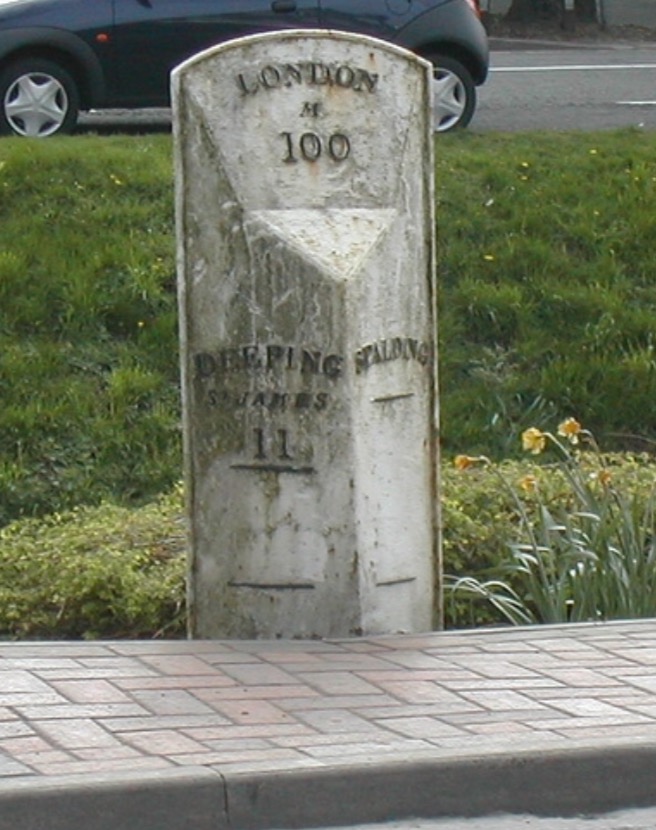 LONDON
M.
100
DEEPING
St. JAMES
11
SPALDING